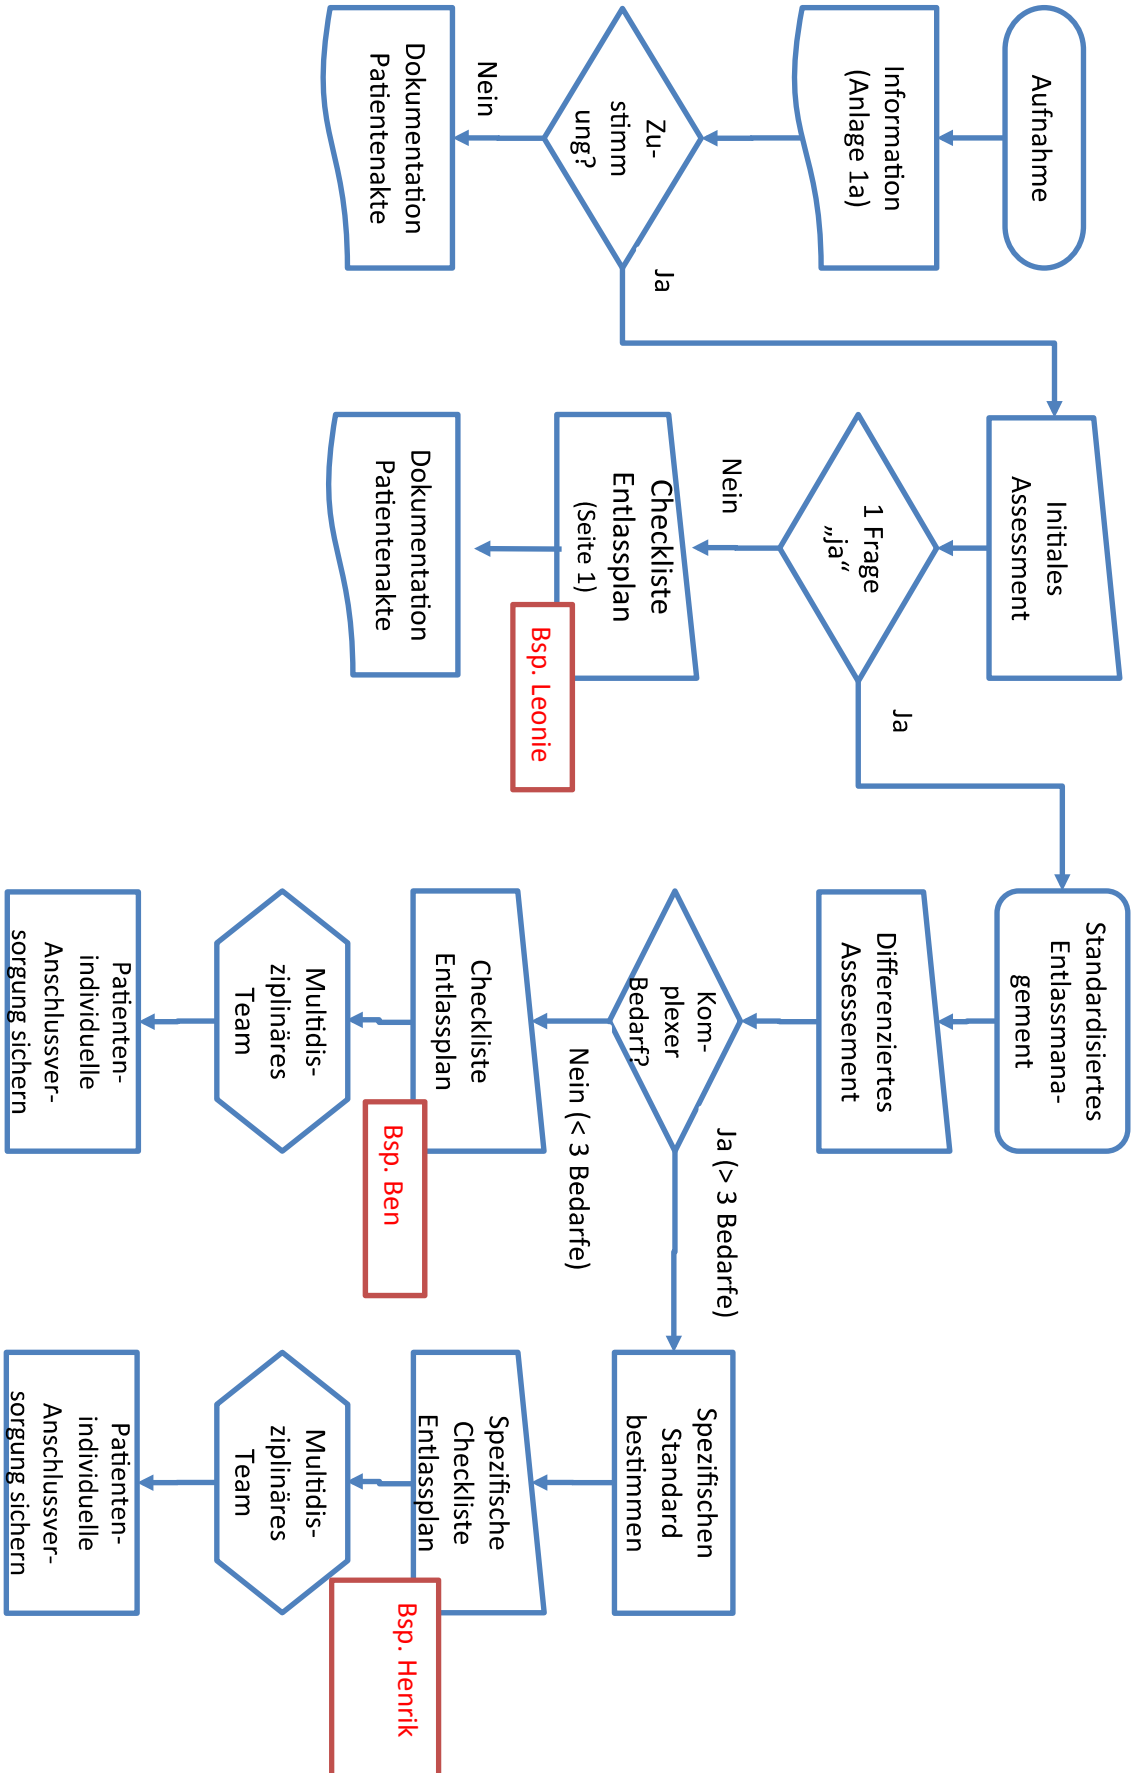 Aufnahme
Information
(Anlage 1a)
Zu-
stimm
ung?
Ja
Nein
Dokumentation
Patientenakte
Initiales
Assessment
1 Frage
„ja“
Ja
Nein
Checkliste
Entlassplan
(Seite 1)
Bsp. Leonie
Dokumentation
Patientenakte
Standardisiertes
Entlassmana-
gement
Differenziertes
Assessement
Kom-
plexer
Bedarf?
Ja (> 3 Bedarfe)
Nein (< 3 Bedarfe)
Checkliste
Entlassplan
Bsp. Ben
Multidis-
ziplinäres
Team
Patienten-
individuelle
Anschlussver-
sorgung sichern
Spezifischen
Standard
bestimmen
Spezifische
Checkliste
Entlassplan
Bsp. Henrik
Multidis-
ziplinäres
Team
Patienten-
individuelle
Anschlussver-
sorgung sichern